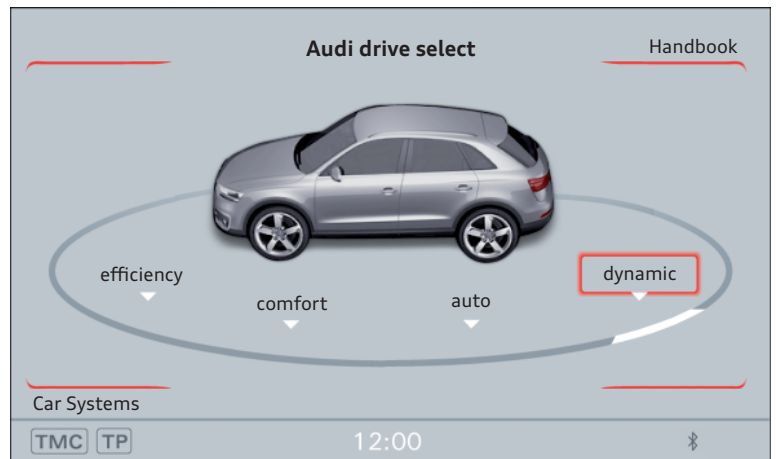 Audi drive select
Handbook
efficiency
comfort
auto
dynamic
Car Systems
TMC TP 12:00